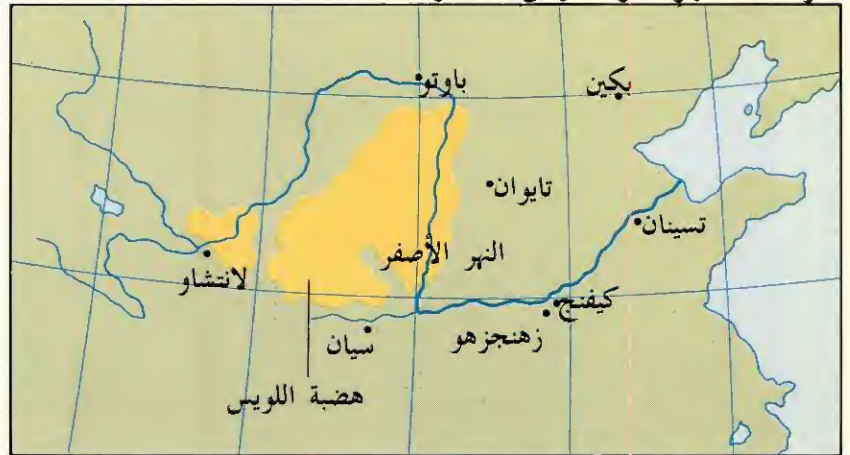 باوتو
بكين
تايوان
تسينان
النهر الأصفر
لانتشاو
كيفنج
زهنجزهو
سيان
هضبة اللويس